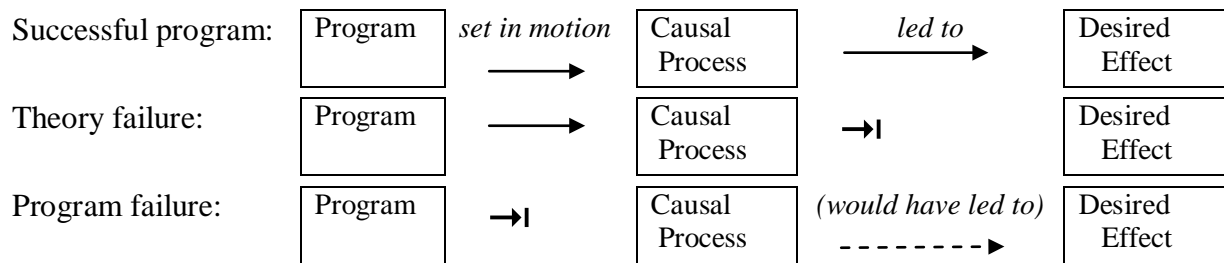 Successful program: Program set in motion Causal Process led to Desired Effect
Theory failure: Program Causal Process Desired Effect
Program failure: Program Causal Process (would have led to) Desired Effect